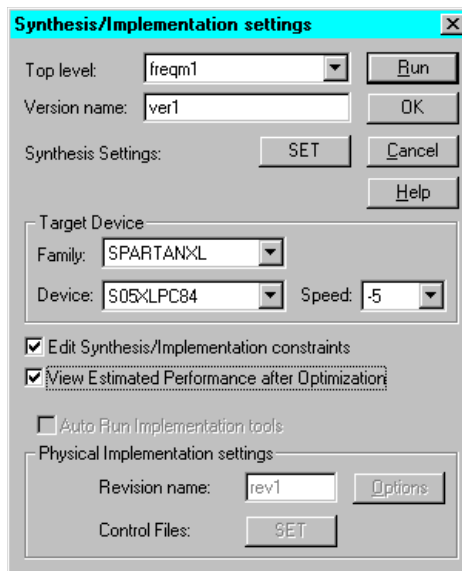 Synthesis/Implementation settings
Top level: freqm1 Run
Version name: ver1 OK
Synthesis Settings: SET Cancel
Help
Target Device
Family: SPARTANXL
Device: S05XLPC84 Speed: -5
Edit Synthesis/Implementation constraints
View Estimated Performance after Optimization
Auto Run Implementation tools
Physical Implementation settings
Revision name: rev1 Options
Control Files: SET